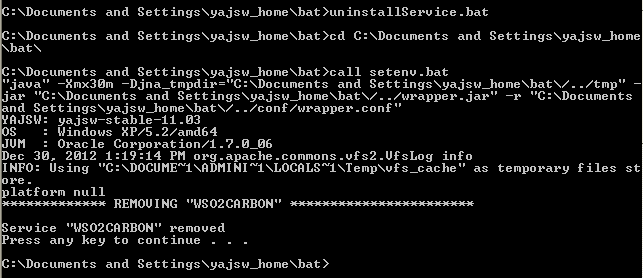 C:\Documents and Settings\yajsw_home\bat>uninstallService.bat
C:\Documents and Settings\yajsw_home\bat>cd C:\Documents and Settings\yajsw_home
\bat\
C:\Documents and Settings\yajsw_home\bat>call setenv.bat
"java" -Xmx30m -Djna_tmpdir="C:\Documents and Settings\yajsw_home\bat\/../tmp" -
jar "C:\Documents and Settings\yajsw_home\bat\/../wrapper.jar" -r "C:\Documents
and Settings\yajsw_home\bat\/../conf/wrapper.conf"
YAJSW: yajsw-stable-11.03
OS   : Windows XP/5.2/amd64
JVM  : Oracle Corporation/1.7.0_06
Dec 30, 2012 1:19:14 PM org.apache.commons.vfs2.VfsLog info
INFO: Using "C:\DOCUME~1\ADMINI~1\LOCALS~1\Temp\vfs_cache" as temporary files st
ore.
platform null
************* REMOVING "WSO2CARBON" ***********************
Service "WSO2CARBON" removed
Press any key to continue . . .
C:\Documents and Settings\yajsw_home\bat>